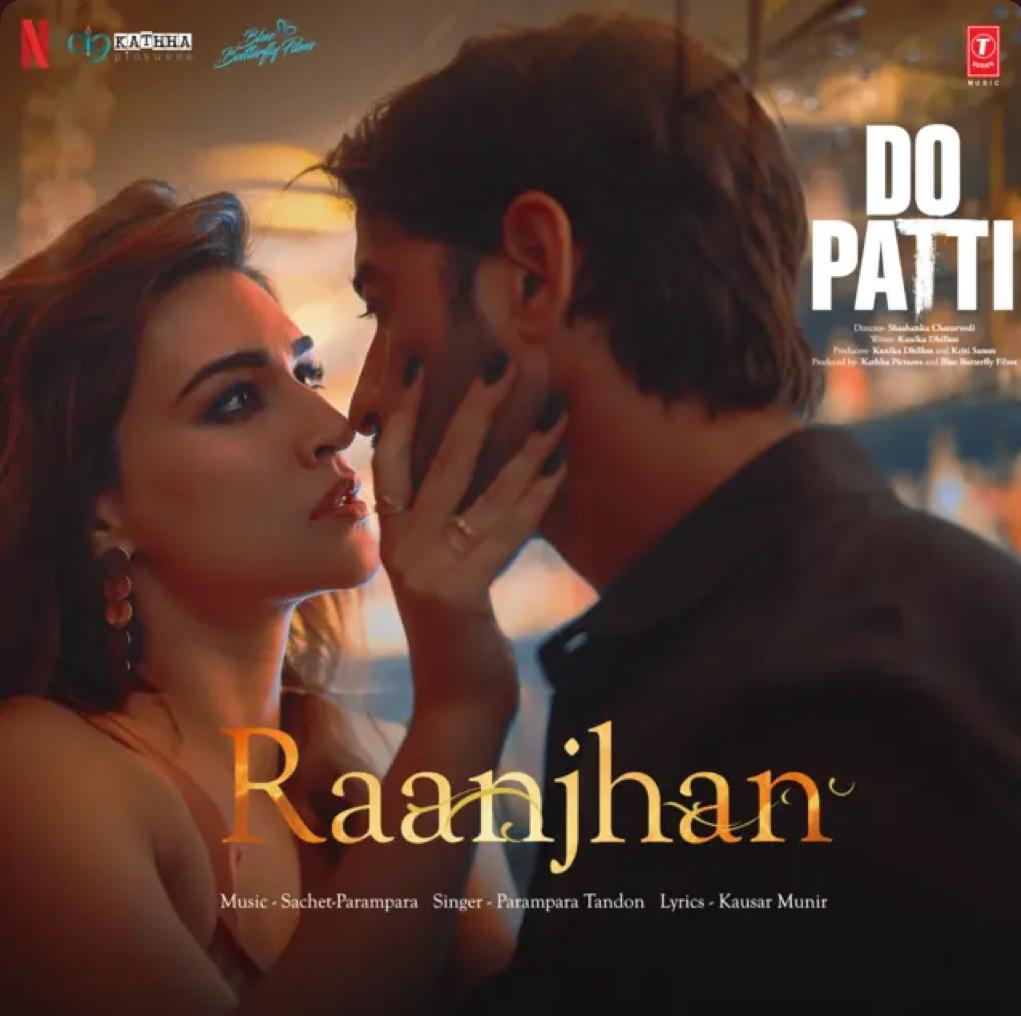 N
KATHHA
pictures
Blue
Butterfly Films
T
SERIES
MUSIC
DO
PATTI
Director- Shashanka Chaturvedi
Writer- Kanika Dhillon
Producers- Kanika Dhillon and Kriti Sanon
Produced by- Kathha Pictures and Blue Butterfly Films
Raanjhan
Music - Sachet-Parampara Singer - Parampara Tandon Lyrics - Kausar Munir